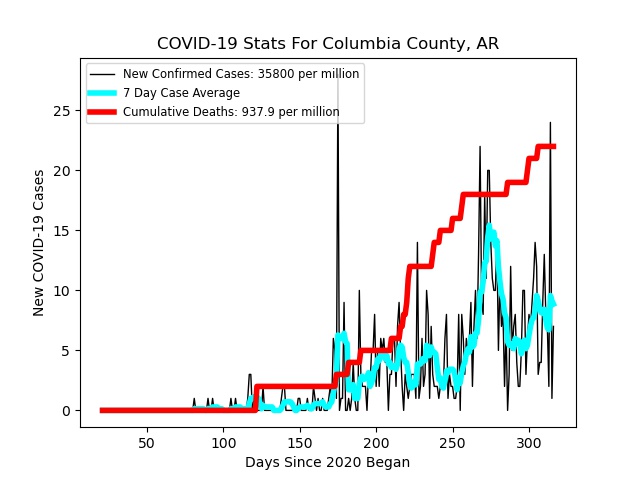 COVID-19 Stats For Columbia County, AR
New Confirmed Cases: 35800 per million
7 Day Case Average
Cumulative Deaths: 937.9 per million
25
20
15
10
5
0
New COVID-19 Cases
50 100 150 200 250 300
Days Since 2020 Began